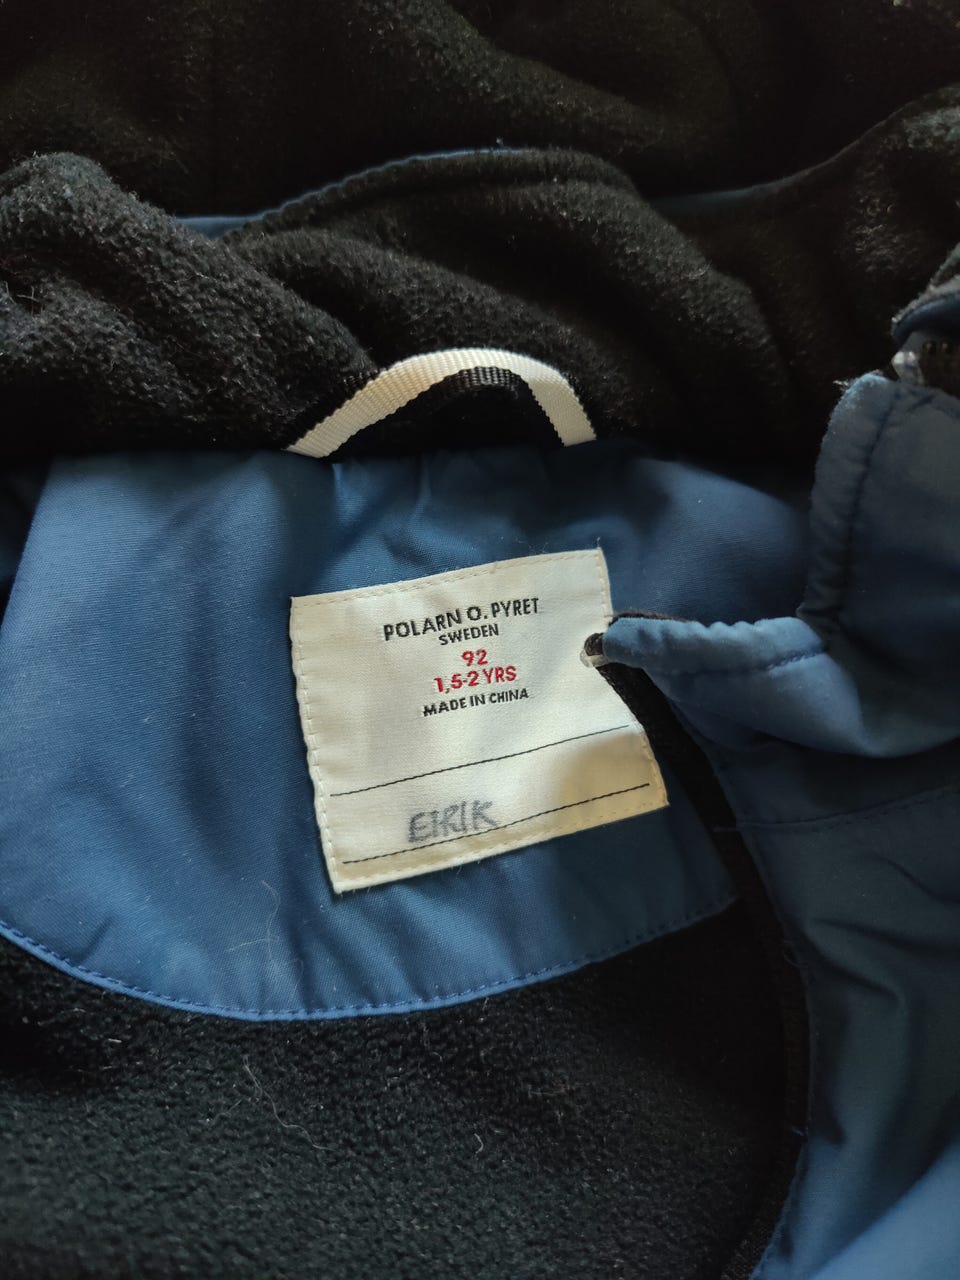 POLARN O. PYRET
SWEDEN
92
1,5-2 YRS
MADE IN CHINA
EIRIK